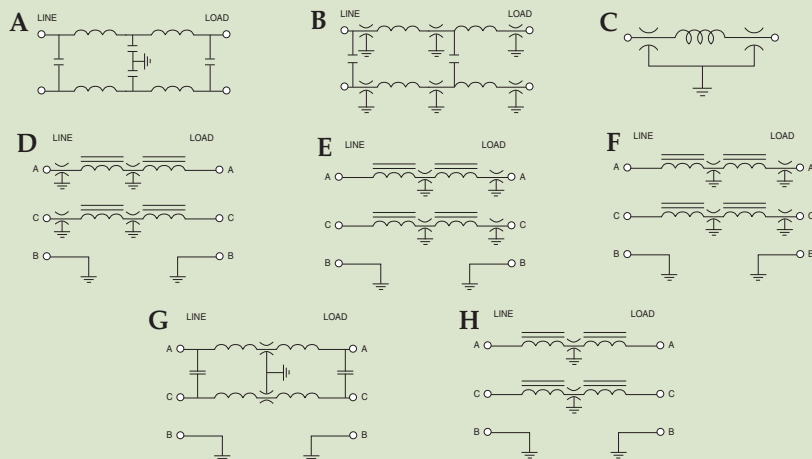 A LINE LOAD
B LINE LOAD
C
D LINE LOAD
A A
C C
B B
E LINE LOAD
A A
C C
B B
F LINE LOAD
A A
C C
B B
G LINE LOAD
A A
C C
B B
H LINE LOAD
A A
C C
B B